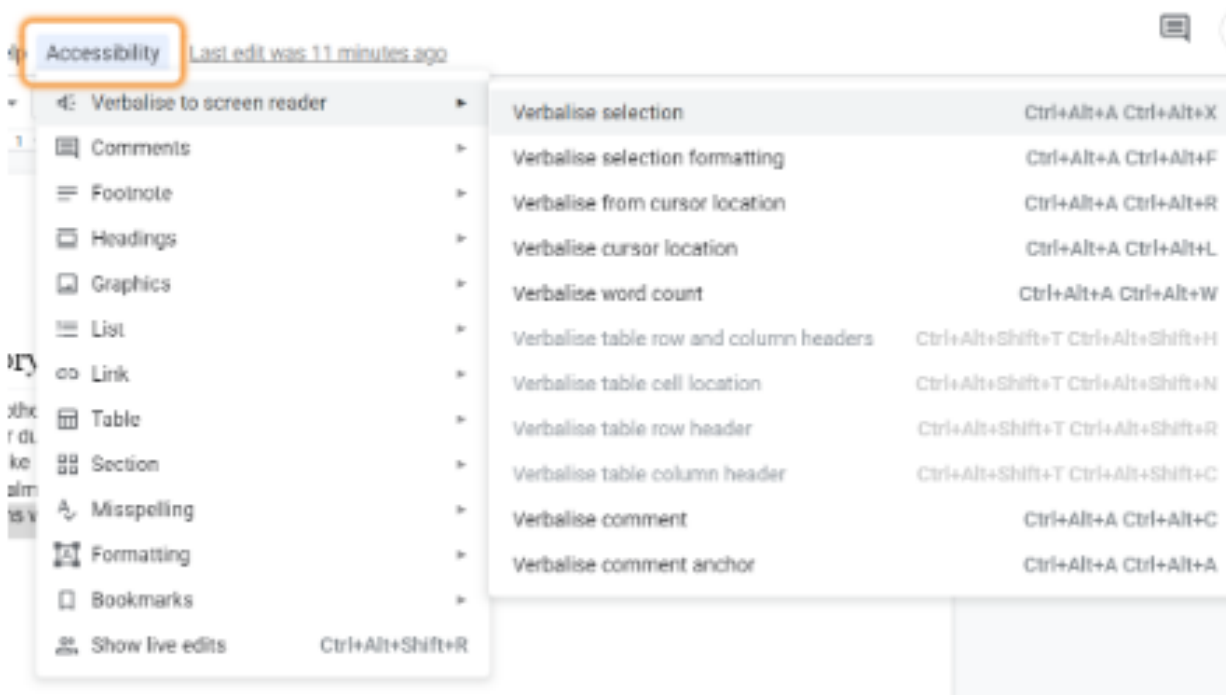 Accessibility Last edit was 11 minutes ago
Verbalise to screen reader
Comments
Footnote
Headings
Graphics
List
Link
Table
Section
Misspelling
Formatting
Bookmarks
Show live edits Ctrl+Alt+Shift+R
Verbalise selection Ctrl+Alt+A Ctrl+Alt+X
Verbalise selection formatting Ctrl+Alt+A Ctrl+Alt+F
Verbalise from cursor location Ctrl+Alt+A Ctrl+Alt+R
Verbalise cursor location Ctrl+Alt+A Ctrl+Alt+L
Verbalise word count Ctrl+Alt+A Ctrl+Alt+W
Verbalise table row and column headers Ctrl+Alt+Shift+T Ctrl+Alt+Shift+H
Verbalise table cell location Ctrl+Alt+Shift+T Ctrl+Alt+Shift+N
Verbalise table row header Ctrl+Alt+Shift+T Ctrl+Alt+Shift+R
Verbalise table column header Ctrl+Alt+Shift+T Ctrl+Alt+Shift+C
Verbalise comment Ctrl+Alt+A Ctrl+Alt+C
Verbalise comment anchor Ctrl+Alt+A Ctrl+Alt+A